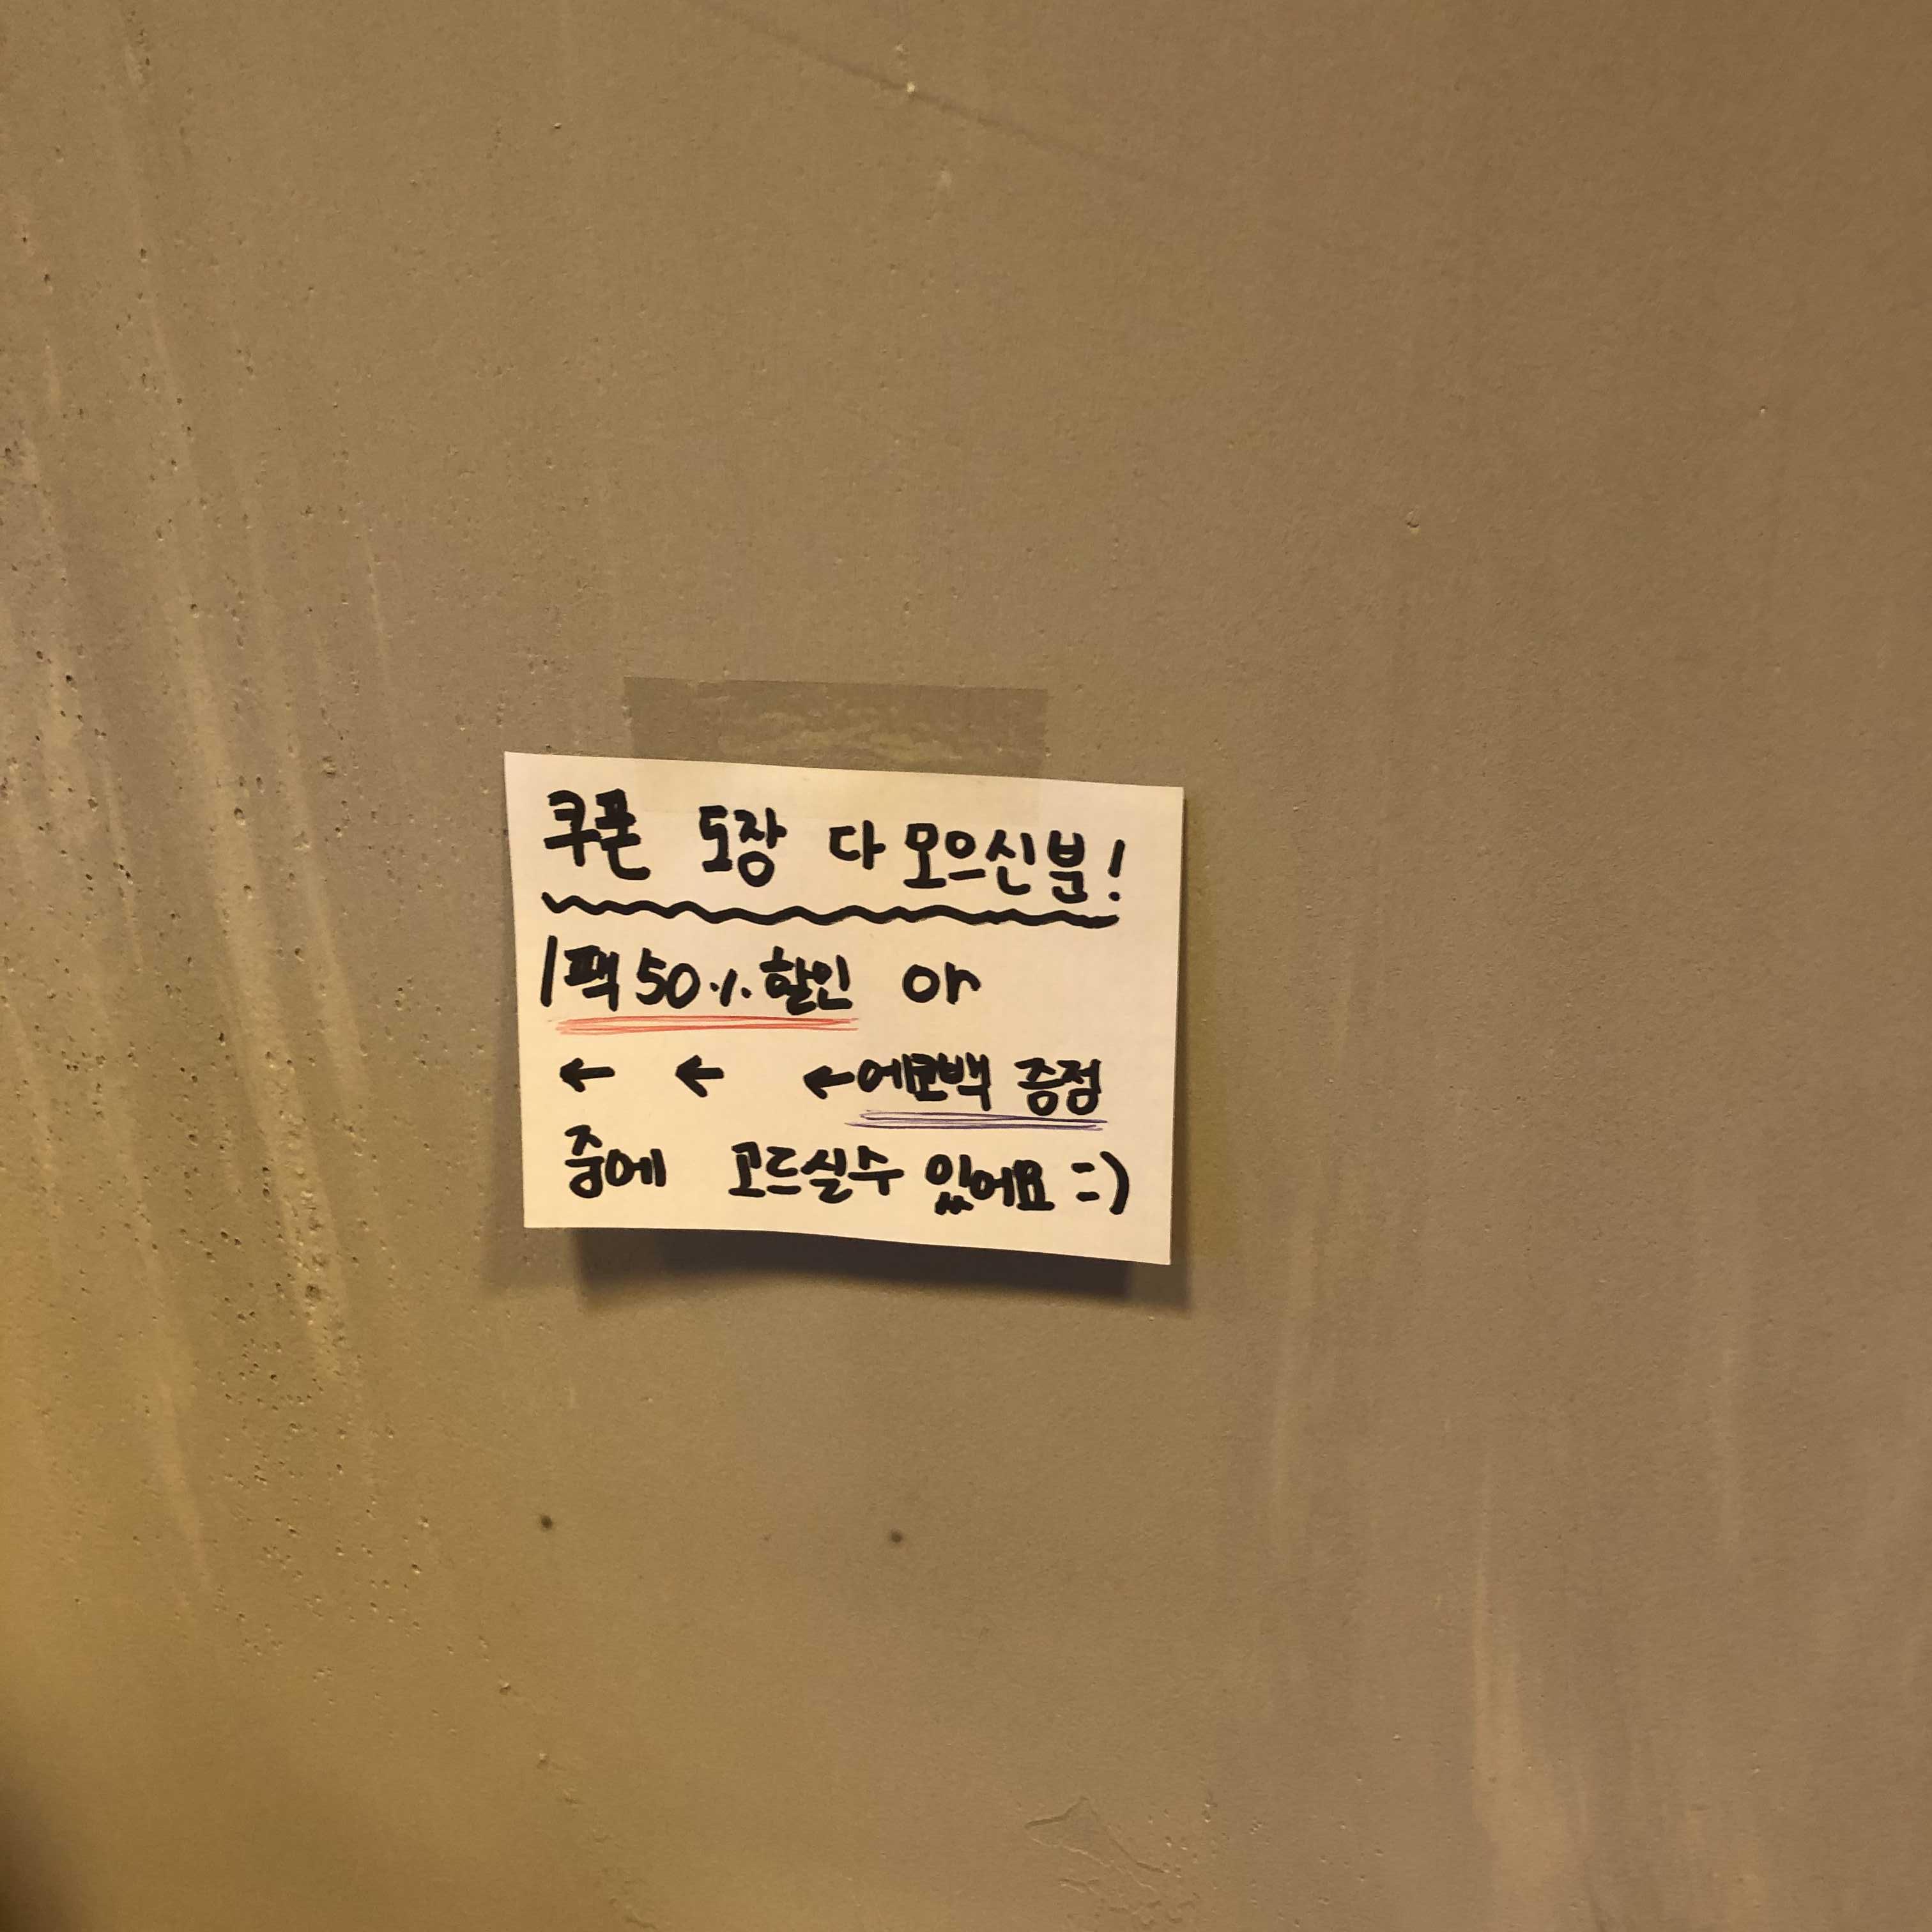 쿠폰 도장 다 모으신분!
1팩 50% 할인 or
← ← ←에코백 증정
중에 고르실수 있어요 =)